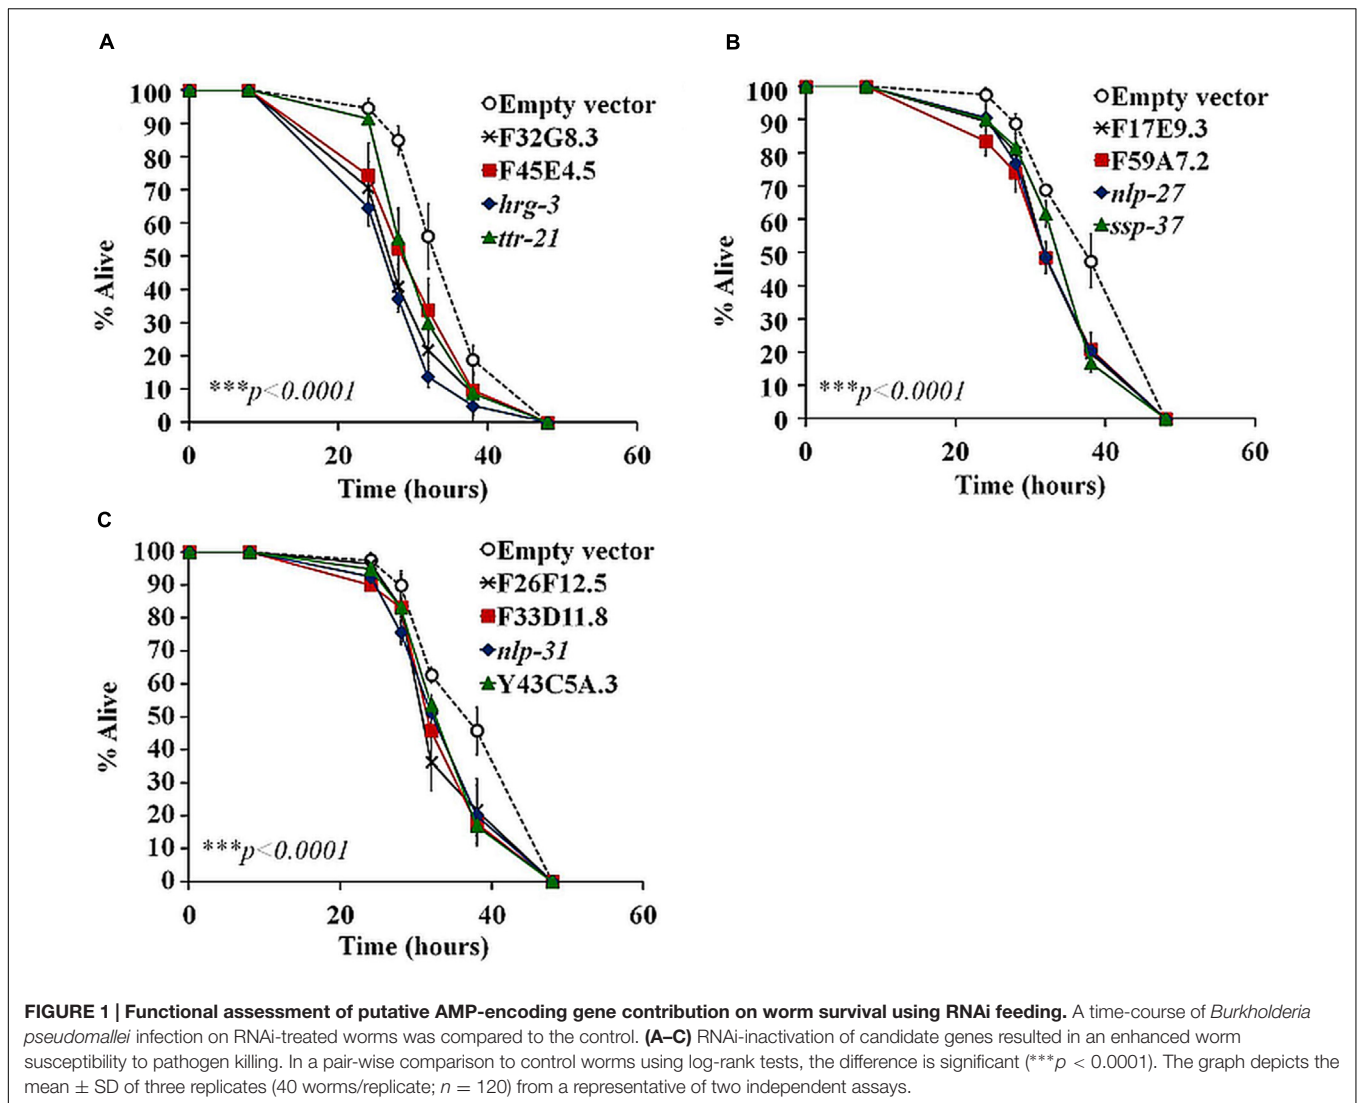 A
100
90
80
70
60
50
40
30
20
10
0
% Alive
Empty vector
F32G8.3
F45E4.5
hrg-3
ttr-21
***p<0.0001
0 20 40 60
Time (hours)
B
100
90
80
70
60
50
40
30
20
10
0
% Alive
Empty vector
F17E9.3
F59A7.2
nlp-27
ssp-37
***p<0.0001
0 20 40 60
Time (hours)
C
100
90
80
70
60
50
40
30
20
10
0
% Alive
Empty vector
F26F12.5
F33D11.8
nlp-31
Y43C5A.3
***p<0.0001
0 20 40 60
Time (hours)
FIGURE 1 | Functional assessment of putative AMP-encoding gene contribution on worm survival using RNAi feeding. A time-course of Burkholderia
pseudomallei infection on RNAi-treated worms was compared to the control. (A–C) RNAi-inactivation of candidate genes resulted in an enhanced worm
susceptibility to pathogen killing. In a pair-wise comparison to control worms using log-rank tests, the difference is significant (***p < 0.0001). The graph depicts the
mean ± SD of three replicates (40 worms/replicate; n = 120) from a representative of two independent assays.